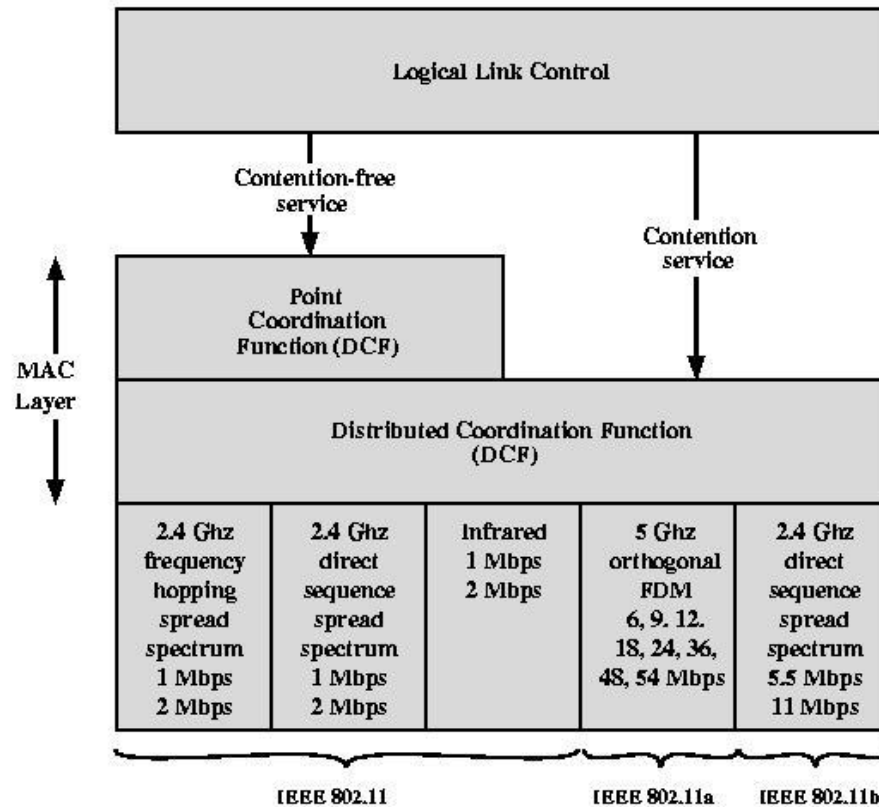 Logical Link Control
Contention-free
service
Contention
service
Point
Coordination
Function (DCF)
MAC
Layer
Distributed Coordination Function
(DCF)
2.4 Ghz
frequency
hopping
spread
spectrum
1 Mbps
2 Mbps
2.4 Ghz
direct
sequence
spread
spectrum
1 Mbps
2 Mbps
Infrared
1 Mbps
2 Mbps
5 Ghz
orthogonal
FDM
6, 9. 12.
18, 24, 36,
48, 54 Mbps
2.4 Ghz
direct
sequence
spread
spectrum
5.5 Mbps
11 Mbps
IEEE 802.11
IEEE 802.11a
IEEE 802.11b